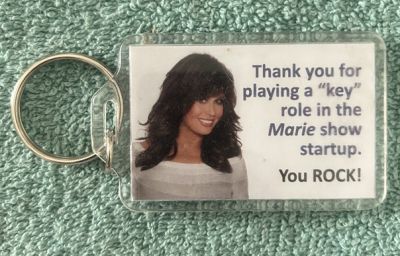 Thank you for
playing a “key”
role in the
Marie show
startup.
You ROCK!